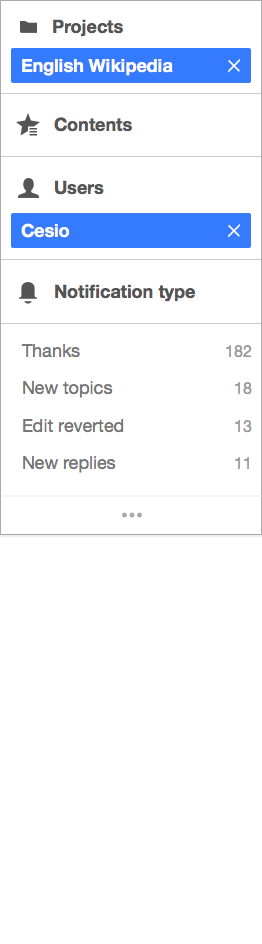 Projects
English Wikipedia
Contents
Users
Cesio
Notification type
Thanks 182
New topics 18
Edit reverted 13
New replies 11